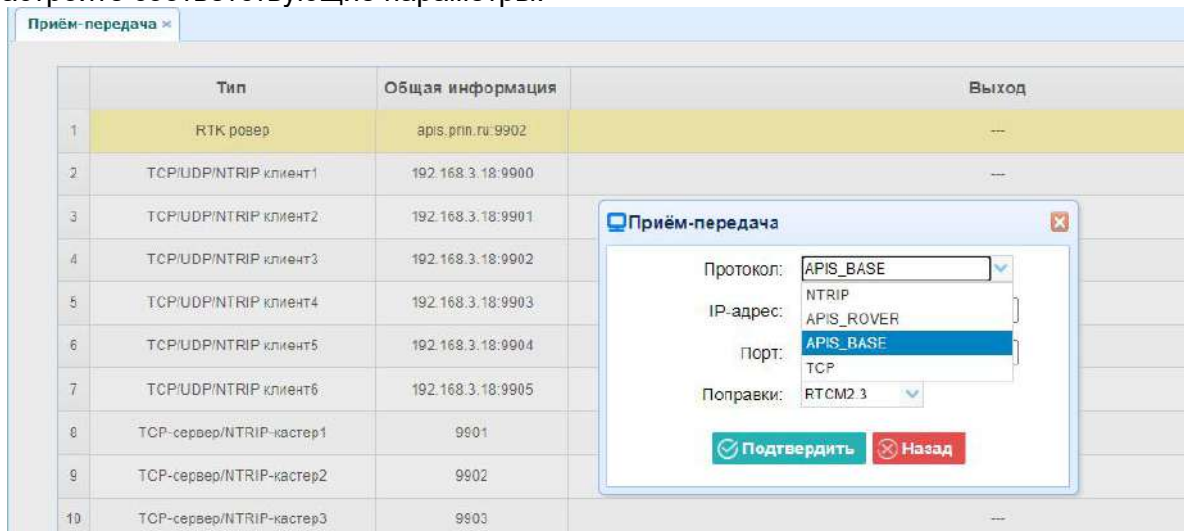 Приём-передача ×
Тип Общая информация Выход
1 RTK ровер apis.prin.ru:9902 ---
2 TCP/UDP/NTRIP клиент1 192.168.3.18:9900 ---
3 TCP/UDP/NTRIP клиент2 192.168.3.18:9901
4 TCP/UDP/NTRIP клиент3 192.168.3.18:9902
5 TCP/UDP/NTRIP клиент4 192.168.3.18:9903
6 TCP/UDP/NTRIP клиент5 192.168.3.18:9904
7 TCP/UDP/NTRIP клиент6 192.168.3.18:9905
8 TCP-сервер/NTRIP-кастер1 9901
9 TCP-сервер/NTRIP-кастер2 9902
10 TCP-сервер/NTRIP-кастер3 9903 ---
Приём-передача
Протокол: APIS_BASE
NTRIP
IP-адрес:
APIS_ROVER
APIS_BASE
Порт:
TCP
Поправки: RTCM2.3
Подтвердить Назад